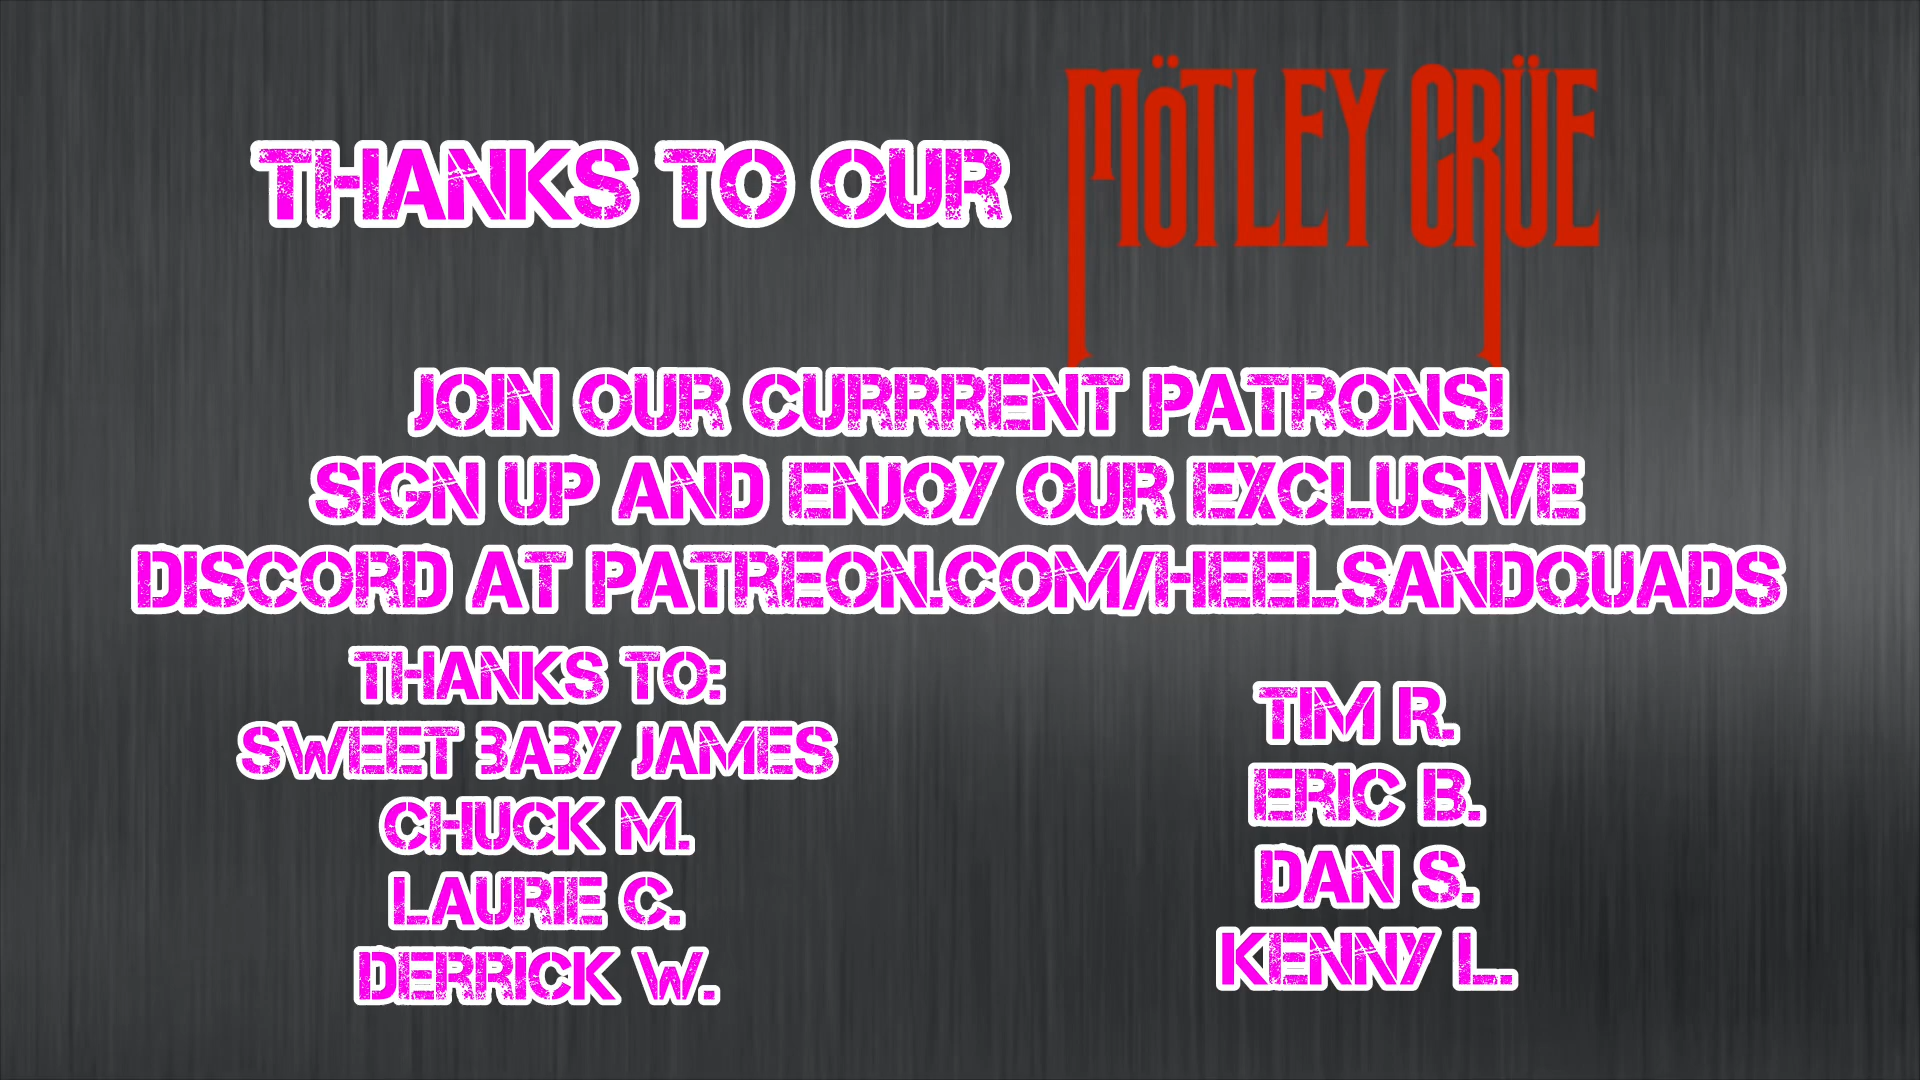 THANKS TO OUR MÖTLEY CRÜE
JOIN OUR CURRRENT PATRONS!
SIGN UP AND ENJOY OUR EXCLUSIVE
DISCORD AT PATREON.COM/HEELSANDQUADS
THANKS TO:
SWEET BABY JAMES
CHUCK M.
LAURIE C.
DERRICK W.
TIM R.
ERIC B.
DAN S.
KENNY L.